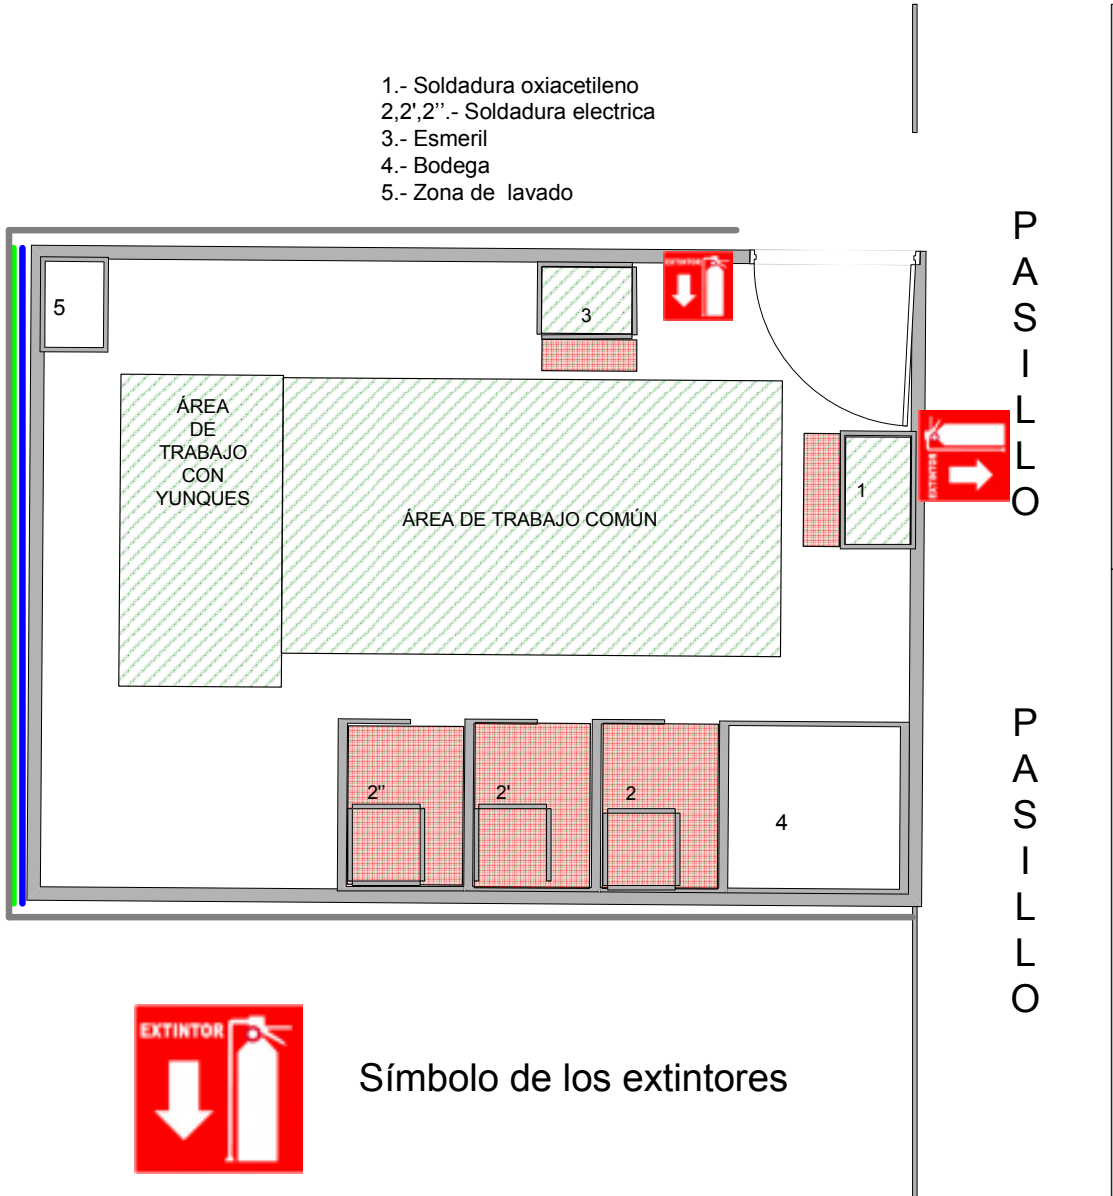 1.- Soldadura oxiacetileno
2,2',2''.- Soldadura electrica
3.- Esmeril
4.- Bodega
5.- Zona de lavado
PASILLO
5
3
EXTINTOR
ÁREA
DE
TRABAJO
CON
YUNQUES
ÁREA DE TRABAJO COMÚN
1
EXTINTOR
2''
2'
2
4
PASILLO
EXTINTOR
Símbolo de los extintores